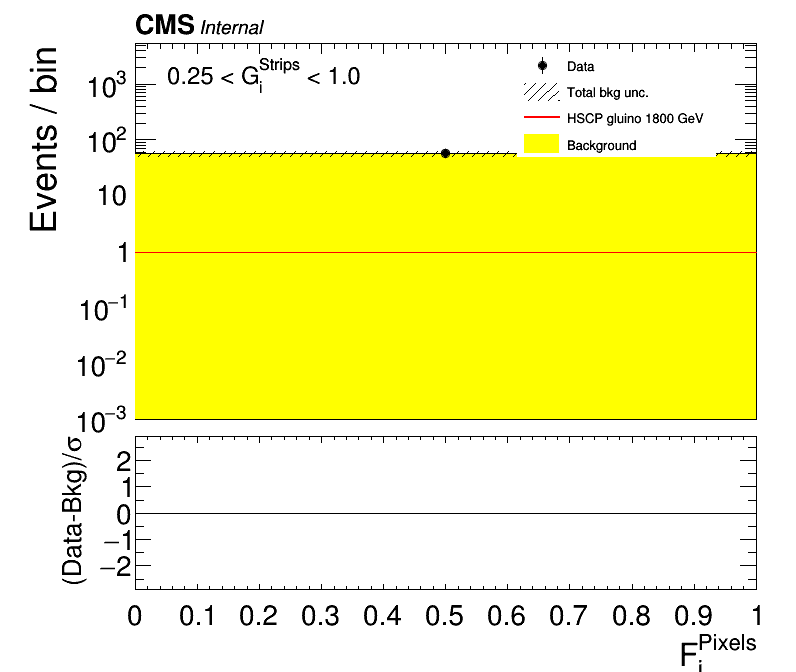 CMS Internal
Events / bin
0.25 < G_i^Strips < 1.0
Data
Total bkg unc.
HSCP gluino 1800 GeV
Background
10^3
10^2
10
1
10^−1
10^−2
10^−3
(Data-Bkg)/σ
2
1
0
−1
−2
0 0.1 0.2 0.3 0.4 0.5 0.6 0.7 0.8 0.9 1
F_i^Pixels